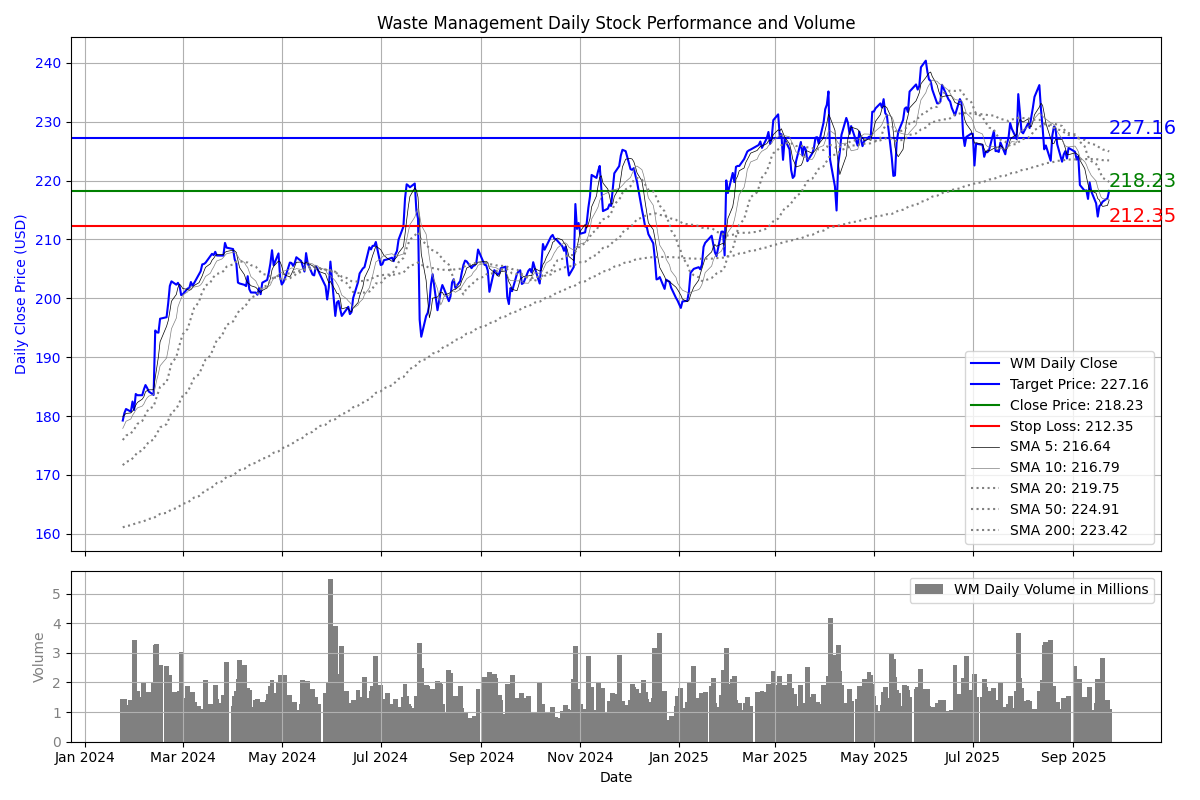 Waste Management Daily Stock Performance and Volume
Daily Close Price (USD)
240
230
220
210
200
190
180
170
160
227.16
218.23
212.35
WM Daily Close
Target Price: 227.16
Close Price: 218.23
Stop Loss: 212.35
SMA 5: 216.64
SMA 10: 216.79
SMA 20: 219.75
SMA 50: 224.91
SMA 200: 223.42
Volume
5
4
3
2
1
0
WM Daily Volume in Millions
Jan 2024 Mar 2024 May 2024 Jul 2024 Sep 2024 Nov 2024 Jan 2025 Mar 2025 May 2025 Jul 2025 Sep 2025
Date